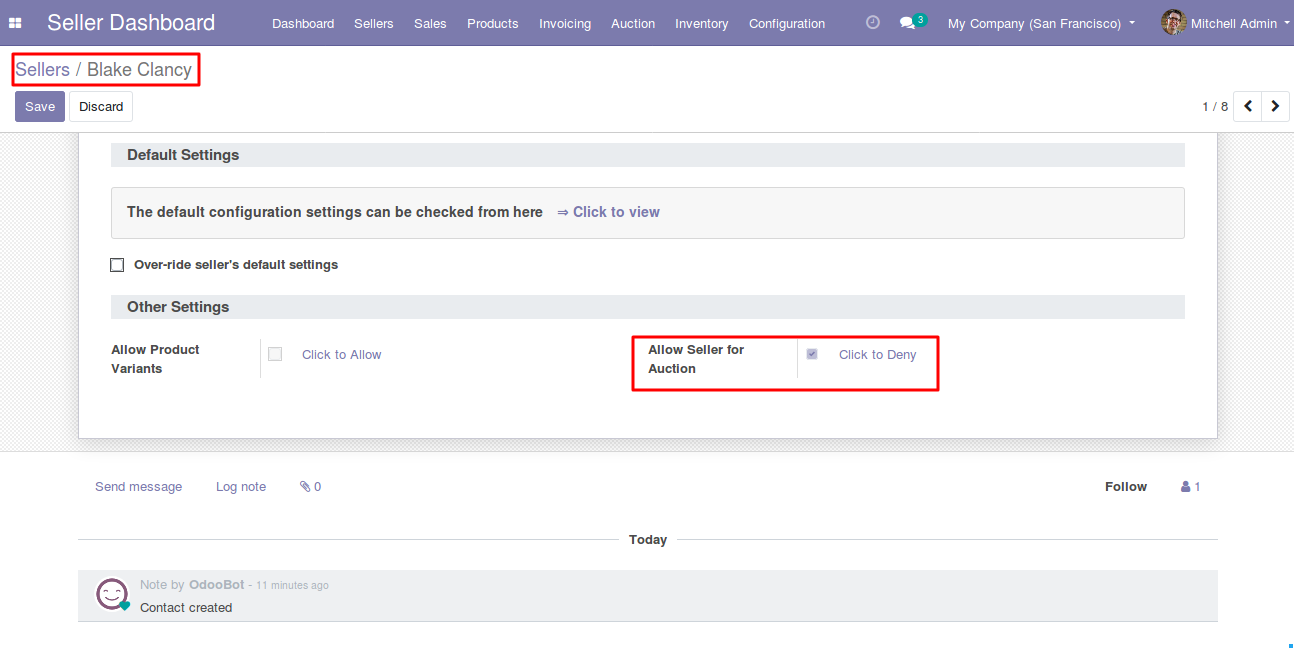 Seller Dashboard Dashboard Sellers Sales Products Invoicing Auction Inventory Configuration 3 My Company (San Francisco) Mitchell Admin
Sellers / Blake Clancy
Save Discard 1 / 8
Default Settings
The default configuration settings can be checked from here ⇒ Click to view
Over-ride seller's default settings
Other Settings
Allow Product Variants Click to Allow
Allow Seller for Auction Click to Deny
Send message Log note 0 Follow 1
Today
Note by OdooBot - 11 minutes ago
Contact created